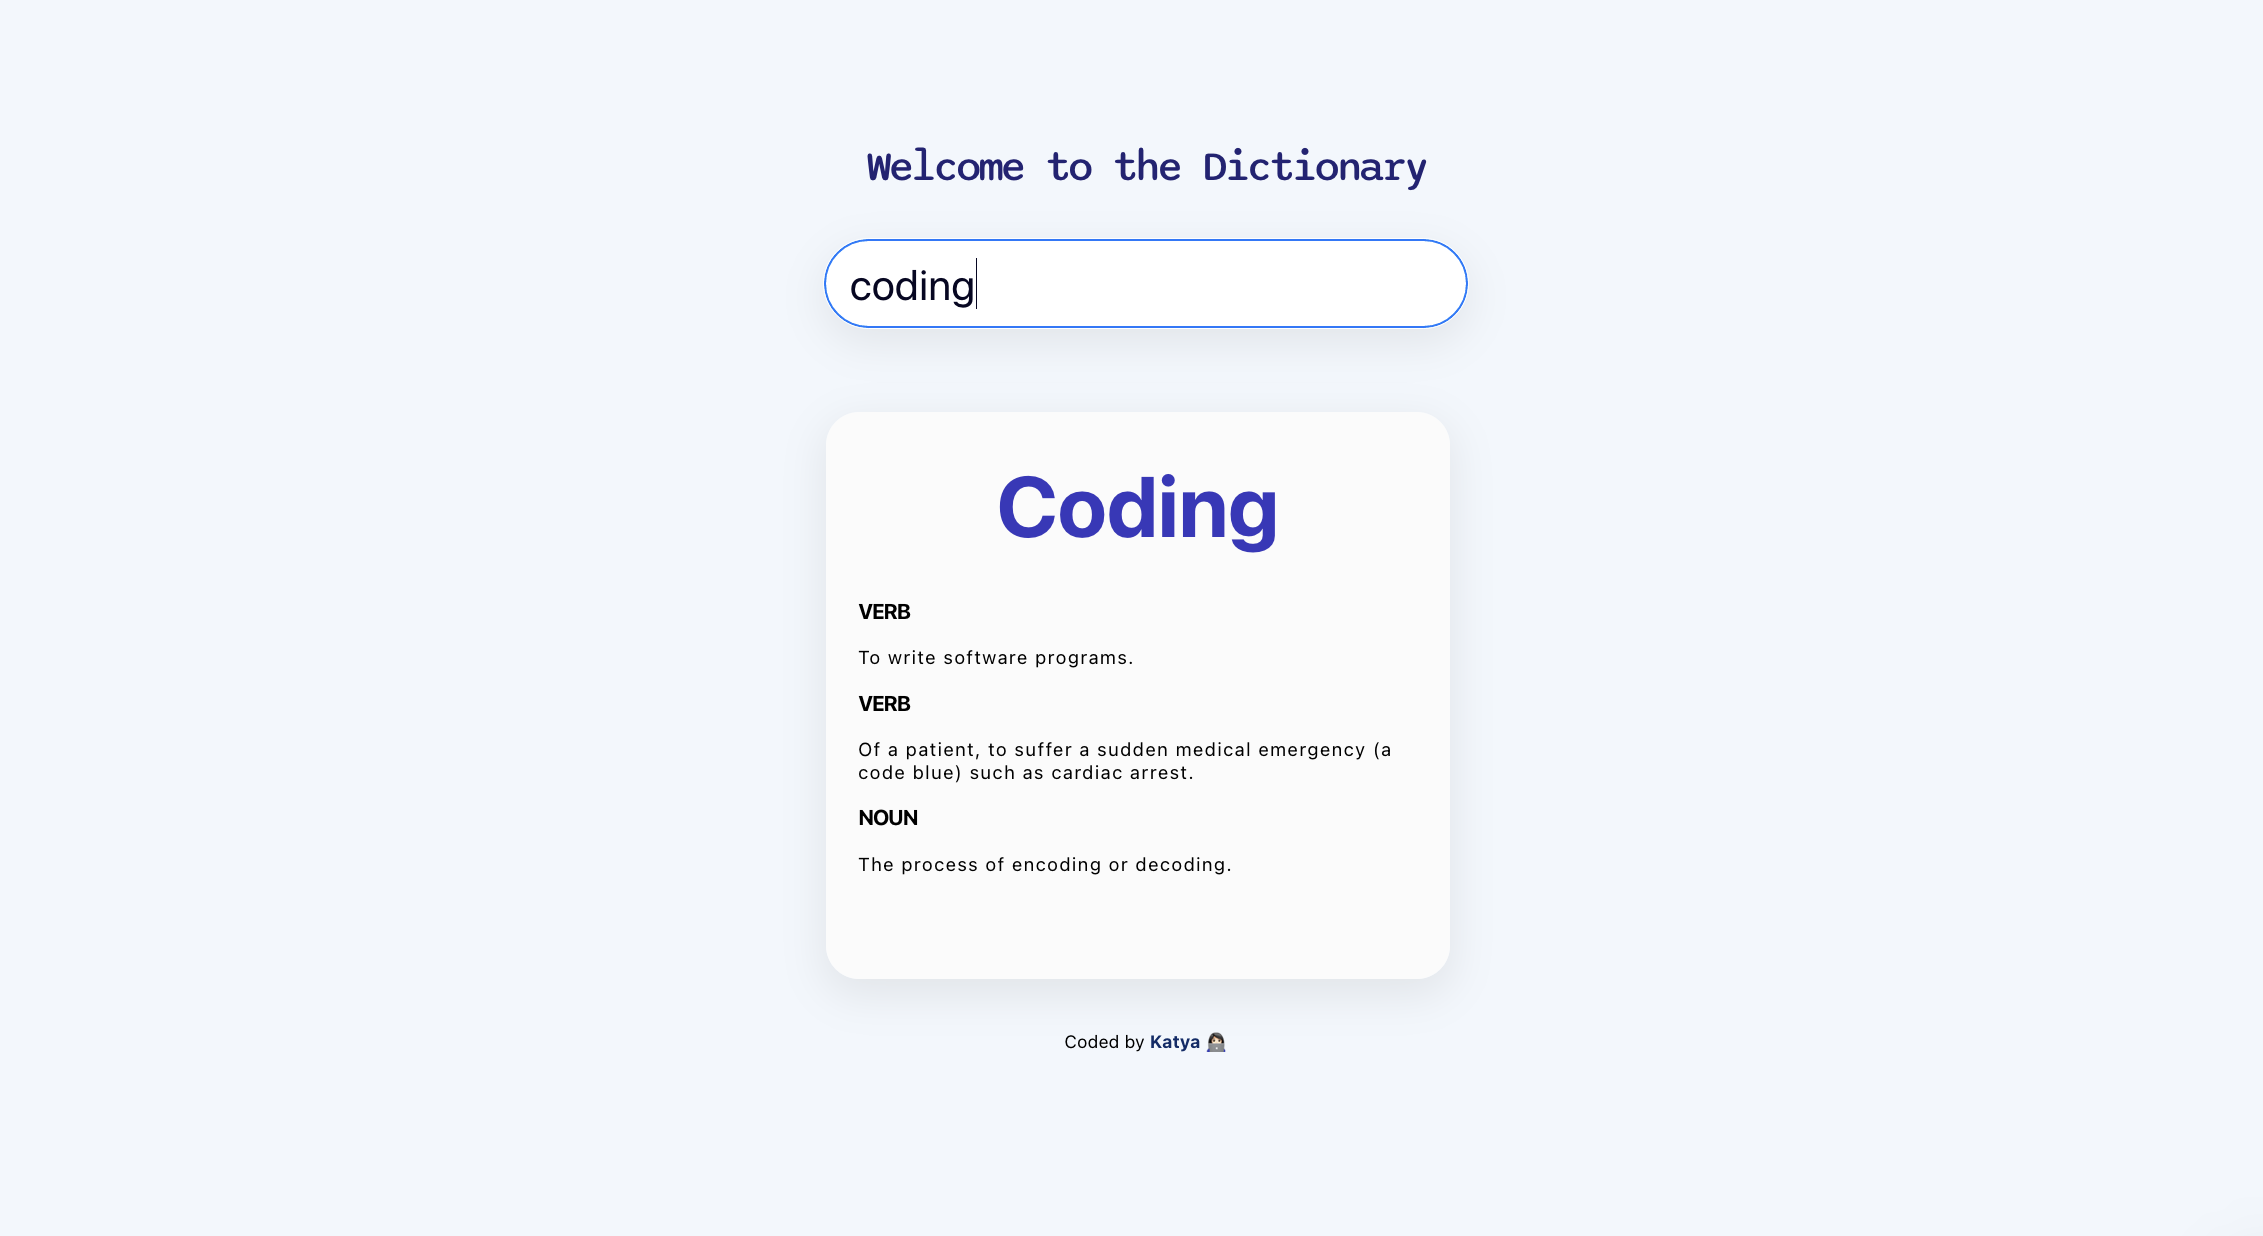 Welcome to the Dictionary
coding
Coding
VERB
To write software programs.
VERB
Of a patient, to suffer a sudden medical emergency (a
code blue) such as cardiac arrest.
NOUN
The process of encoding or decoding.
Coded by Katya 👩🏻‍💻